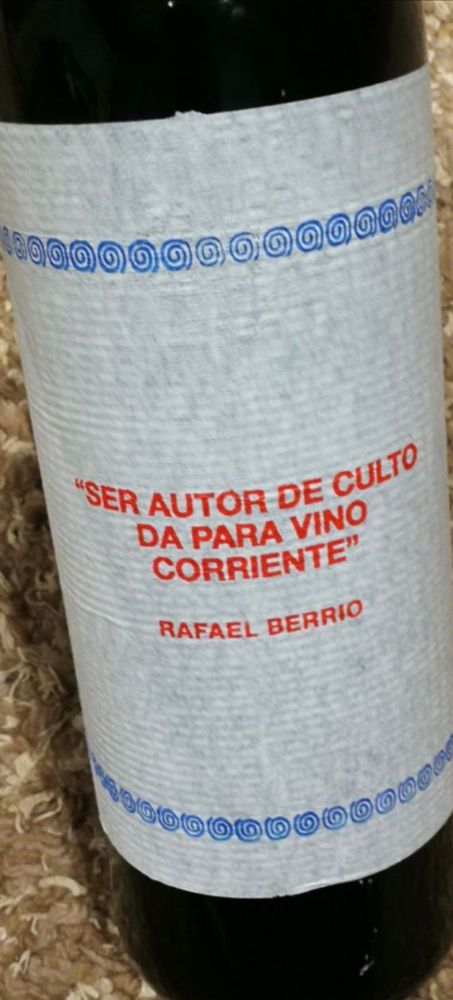 “SER AUTOR DE CULTO
DA PARA VINO
CORRIENTE”
RAFAEL BERRIO